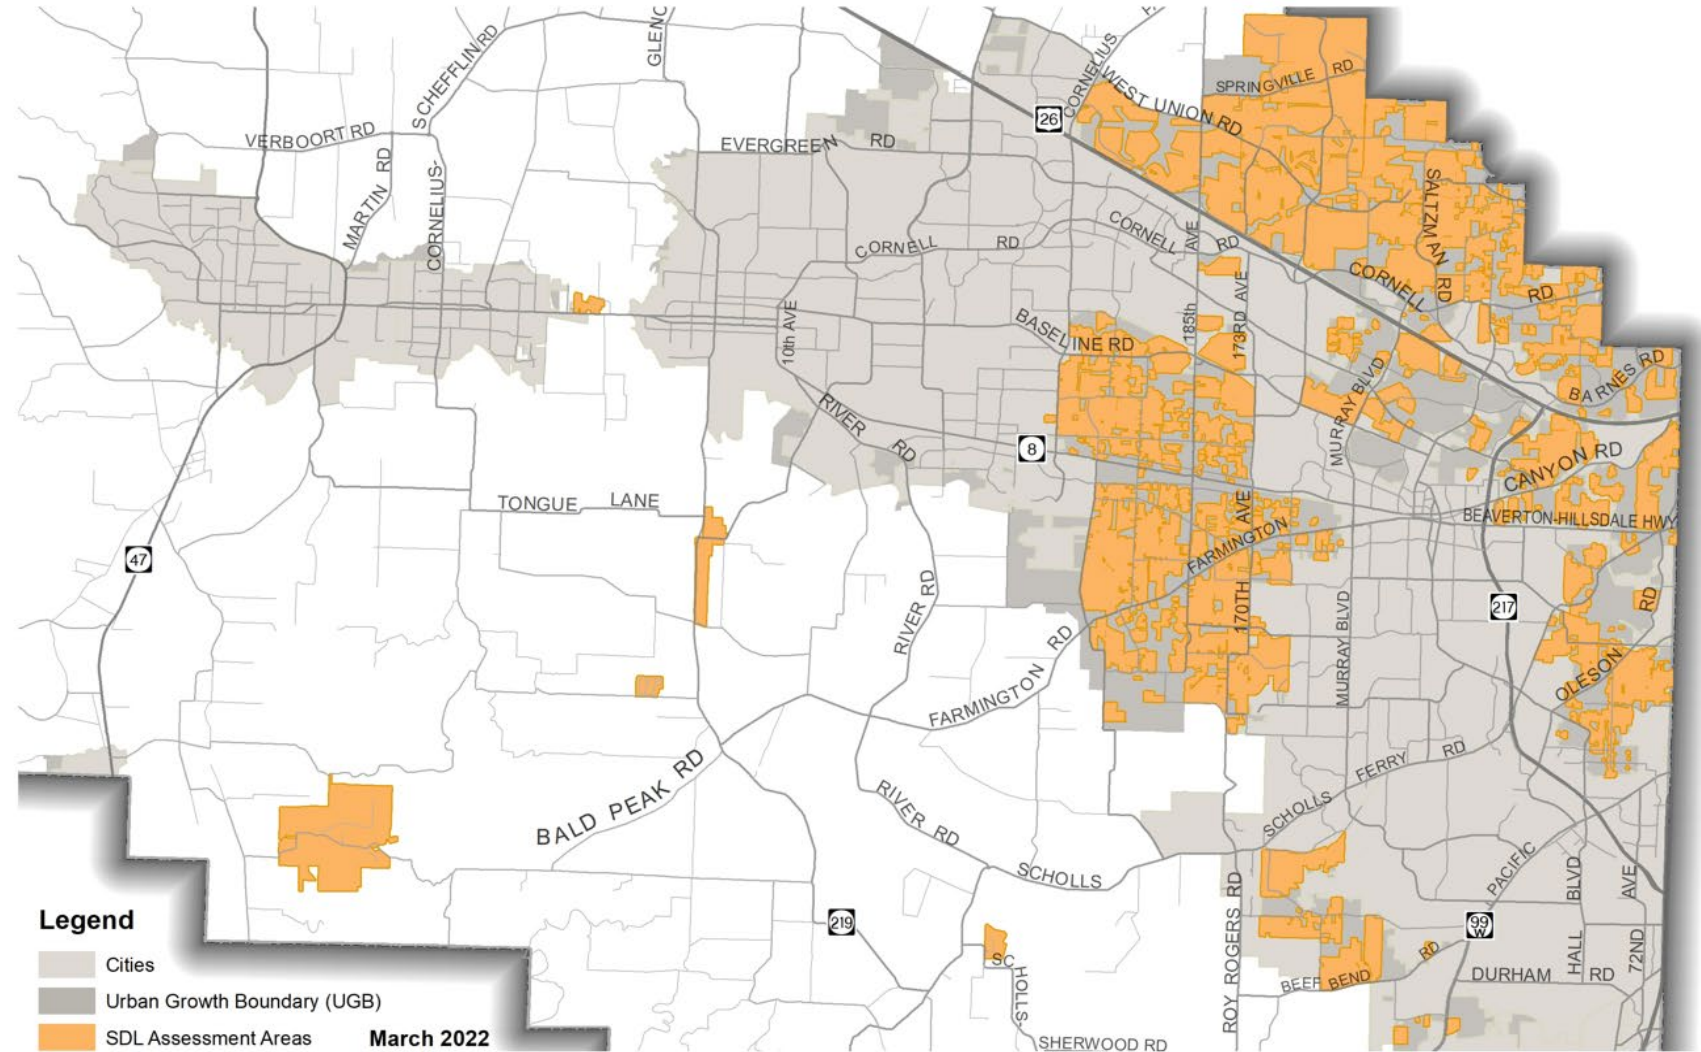 SCHEFFLIN RD
GLENC
CORNELIUS
26
WEST UNION RD
SPRINGVILLE RD
VERBOORT RD
MARTIN RD
CORNELIUS-
EVERGREEN RD
SALTZMAN RD
CORNELL RD
CORNELL RD
185th AVE
173RD AVE
CORNELL RD
10th AVE
BASELINE RD
MURRAY BLVD
BARNES RD
RIVER RD
8
CANYON RD
TONGUE LANE
BEAVERTON-HILLSDALE HWY
47
170TH AVE
FARMINGTON
RIVER RD
217
MURRAY BLVD
OLESON RD
FARMINGTON RD
BALD PEAK RD
SCHOLLS FERRY RD
RIVER RD
SCHOLLS
PACIFIC
HALL BLVD
72ND AVE
ROY ROGERS RD
219
99
W
SCHOLLS-
SHERWOOD RD
BEEF BEND RD
DURHAM RD
Legend
Cities
Urban Growth Boundary (UGB)
SDL Assessment Areas
March 2022